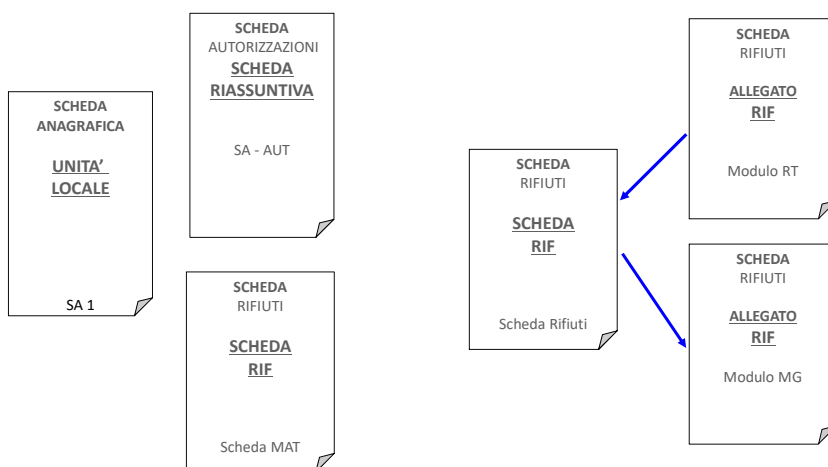 SCHEDA
ANAGRAFICA
UNITA’
LOCALE
SA 1
SCHEDA
AUTORIZZAZIONI
SCHEDA
RIASSUNTIVA
SA - AUT
SCHEDA
RIFIUTI
SCHEDA
RIF
Scheda MAT
SCHEDA
RIFIUTI
SCHEDA
RIF
Scheda Rifiuti
SCHEDA
RIFIUTI
ALLEGATO
RIF
Modulo RT
SCHEDA
RIFIUTI
ALLEGATO
RIF
Modulo MG